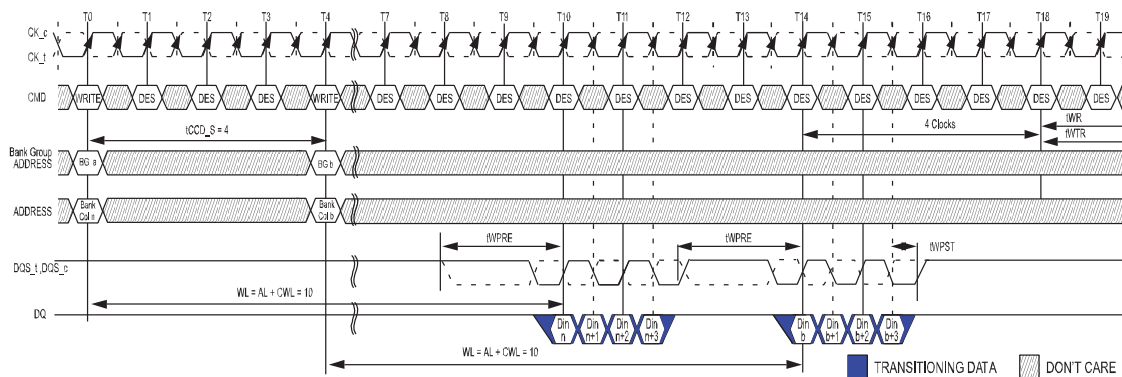 T0 T1 T2 T3 T4 T7 T8 T9 T10 T11 T12 T13 T14 T15 T16 T17 T18 T19
CK_c
CK_t
CMD WRITE DES DES DES WRITE DES DES DES DES DES DES DES DES DES DES DES DES DES
tCCD_S = 4
4 Clocks
tWR
tWTR
Bank Group
ADDRESS
BG a
BG b
ADDRESS
Bank
Col n
Bank
Col b
tWPRE
tWPRE
tWPST
DQS_t,DQS_c
WL = AL + CWL = 10
DQ
Din
n
Din
n+1
Din
n+2
Din
n+3
Din
b
Din
b+1
Din
b+2
Din
b+3
WL = AL + CWL = 10
TRANSITIONING DATA
DON'T CARE